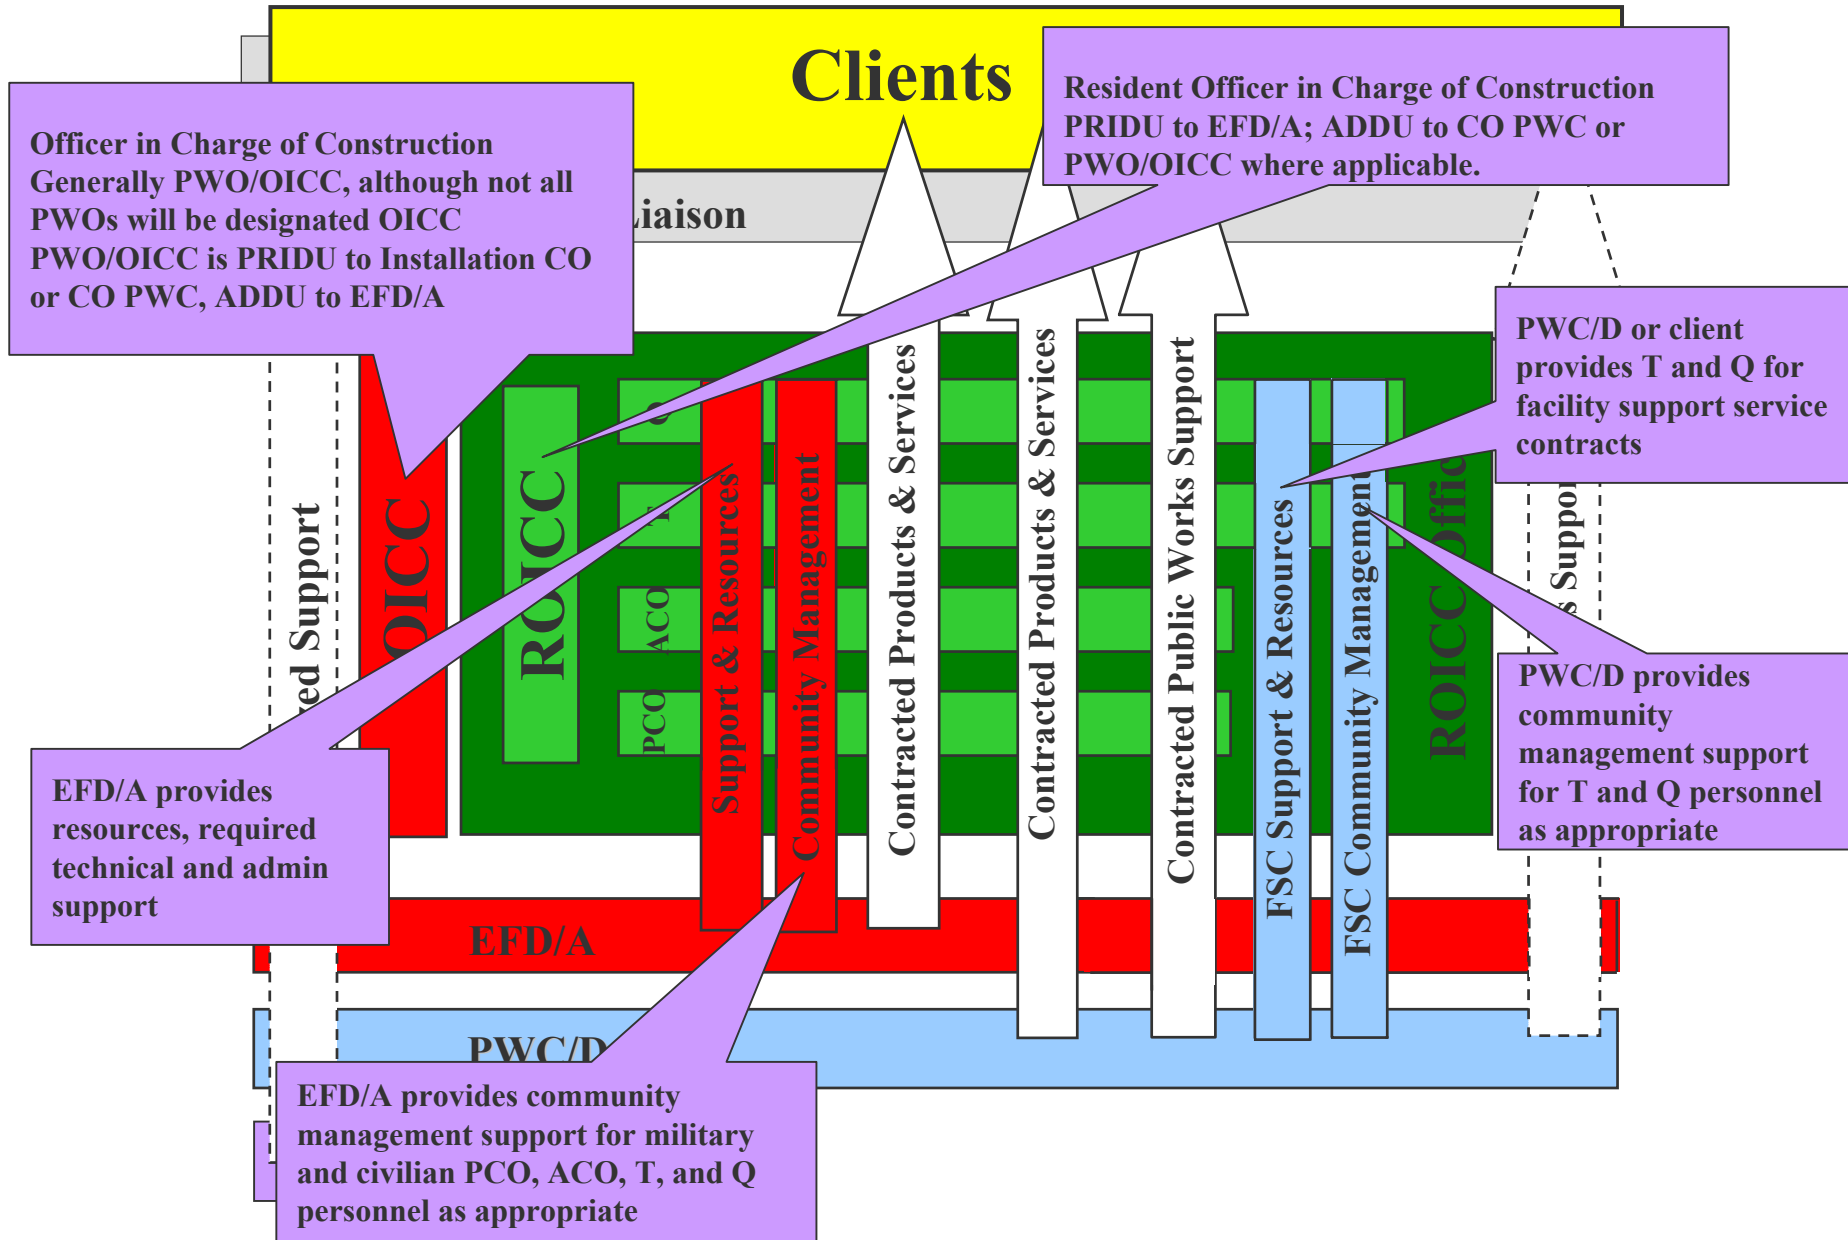 Clients
Resident Officer in Charge of Construction
PRIDU to EFD/A; ADDU to CO PWC or
PWO/OICC where applicable.
Officer in Charge of Construction
Generally PWO/OICC, although not all
PWOs will be designated OICC
PWO/OICC is PRIDU to Installation CO
or CO PWC, ADDU to EFD/A
Liaison
PWC/D or client
provides T and Q for
facility support service
contracts
Support
OICC
ROICC
Q
T
ACO
PCO
Support & Resources
Community Management
Contracted Products & Services
Contracted Products & Services
Contracted Public Works Support
FSC Support & Resources
FSC Community Management
ROICC Offic
Suppor
PWC/D provides
community
management support
for T and Q personnel
as appropriate
EFD/A provides
resources, required
technical and admin
support
EFD/A
PWC/D
EFD/A provides community
management support for military
and civilian PCO, ACO, T, and Q
personnel as appropriate